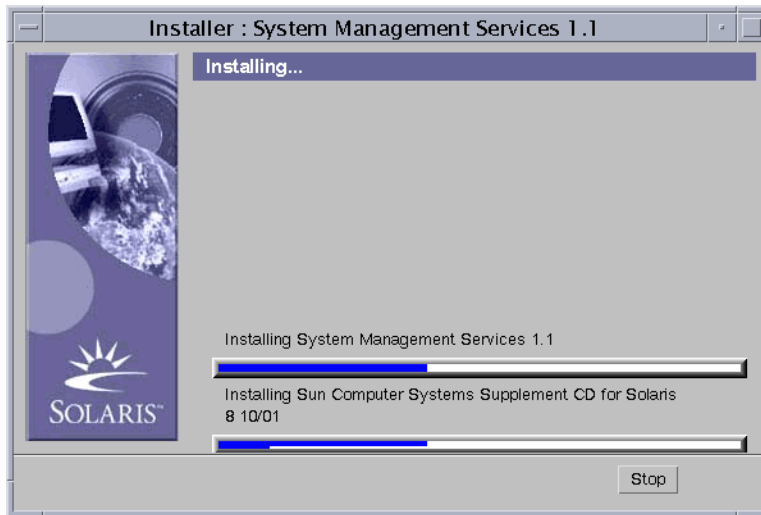 Installer : System Management Services 1.1
Installing...
Installing System Management Services 1.1
Installing Sun Computer Systems Supplement CD for Solaris
8 10/01
SOLARIS™
Stop